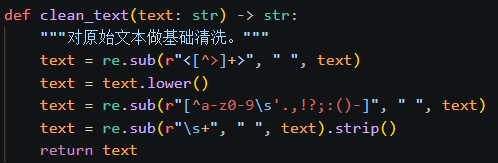 def clean_text(text: str) -> str:
    """对原始文本做基础清洗。"""
    text = re.sub(r"<[^>]+>", " ", text)
    text = text.lower()
    text = re.sub(r"[^a-z0-9\s'.,!?;:()-]", " ", text)
    text = re.sub(r"\s+", " ", text).strip()
    return text